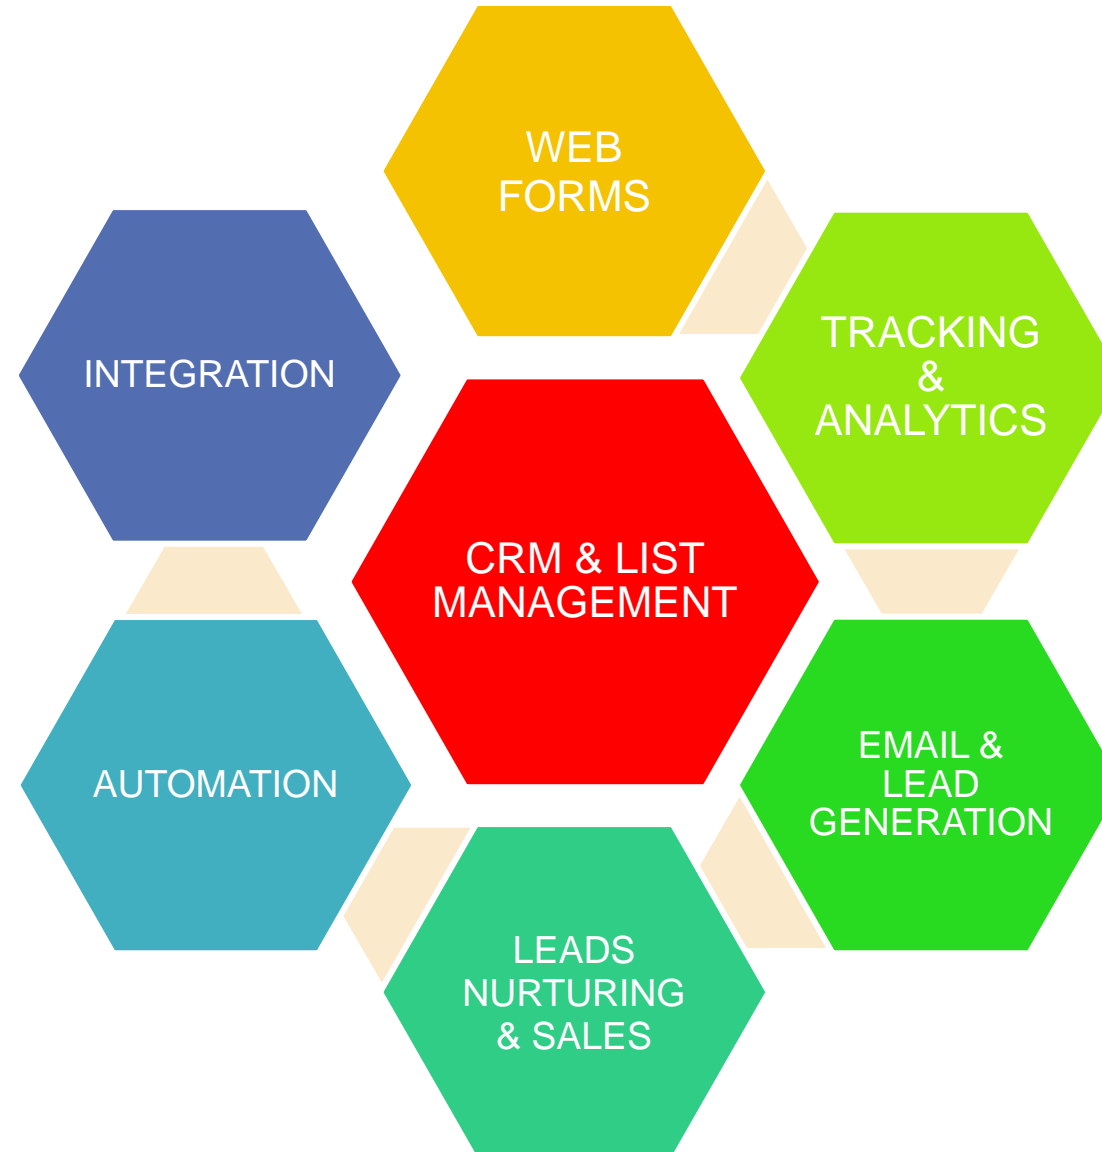 WEB
FORMS
TRACKING
&
ANALYTICS
INTEGRATION
CRM & LIST
MANAGEMENT
EMAIL &
LEAD
GENERATION
AUTOMATION
LEADS
NURTURING
& SALES